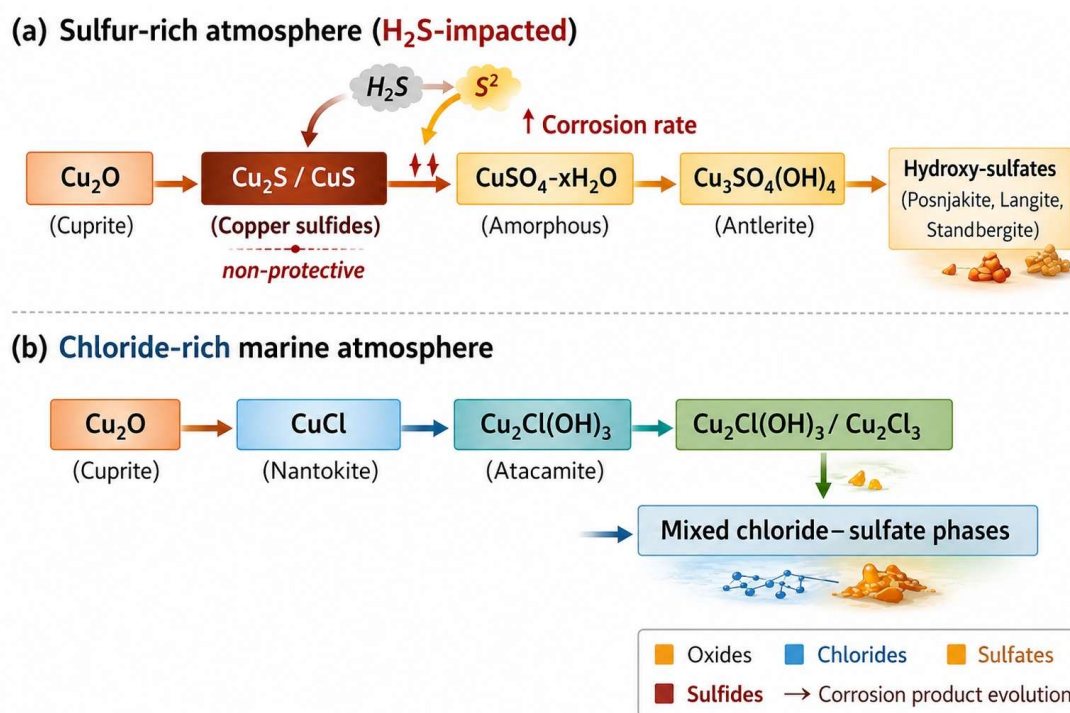 (a) Sulfur-rich atmosphere (H₂S-impacted)
H₂S
S²
↑ Corrosion rate
Cu₂O
(Cuprite)
Cu₂S / CuS
(Copper sulfides)
non-protective
CuSO₄-xH₂O
(Amorphous)
Cu₃SO₄(OH)₄
(Antlerite)
Hydroxy-sulfates
(Posnjakite, Langite,
Standbergite)
(b) Chloride-rich marine atmosphere
Cu₂O
(Cuprite)
CuCl
(Nantokite)
Cu₂Cl(OH)₃
(Atacamite)
Cu₂Cl(OH)₃ / Cu₂Cl₃
Mixed chloride–sulfate phases
Oxides
Chlorides
Sulfates
Sulfides
→ Corrosion product evolution